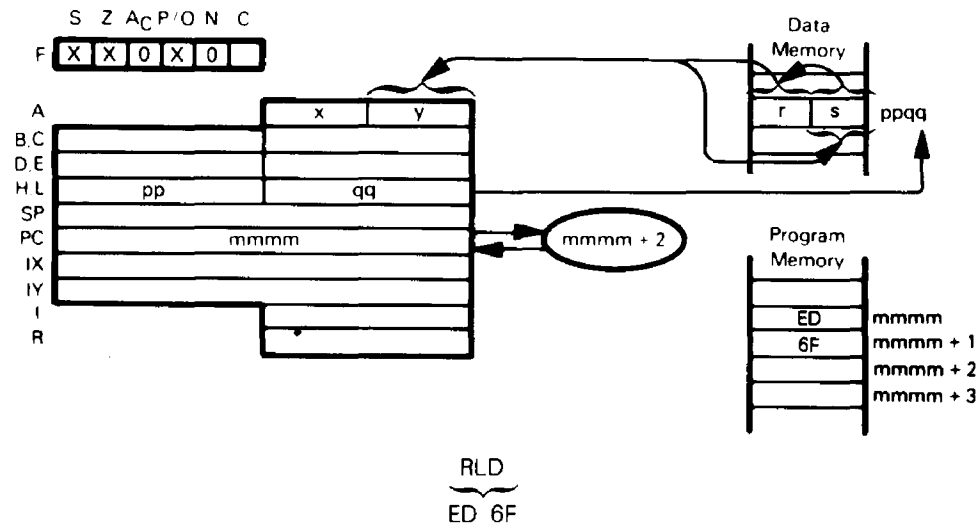 S Z AC P/O N C
F X X 0 X 0
Data
Memory
A x y
r s ppqq
B,C
D,E
H L pp qq
SP
PC mmmm
mmmm + 2
IX
IY
I
R
Program
Memory
ED mmmm
6F mmmm + 1
mmmm + 2
mmmm + 3
RLD
ED 6F